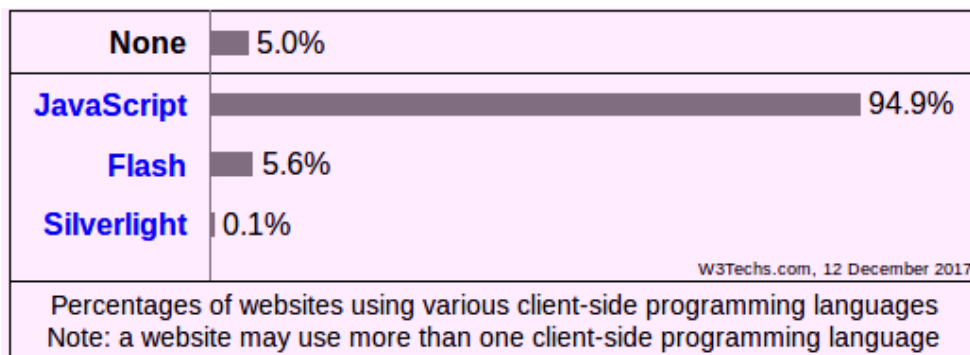 None 5.0%
JavaScript 94.9%
Flash 5.6%
Silverlight 0.1%
W3Techs.com, 12 December 2017
Percentages of websites using various client-side programming languages
Note: a website may use more than one client-side programming language